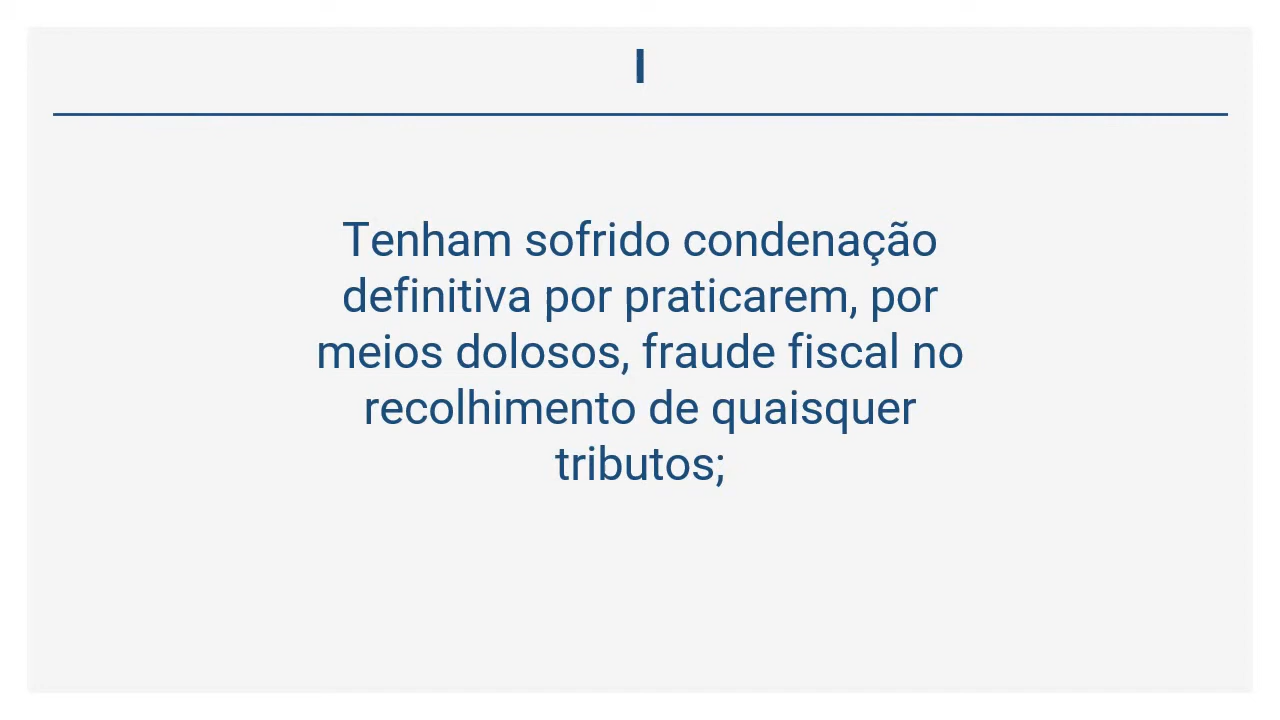 I
Tenham sofrido condenação
definitiva por praticarem, por
meios dolosos, fraude fiscal no
recolhimento de quaisquer
tributos;